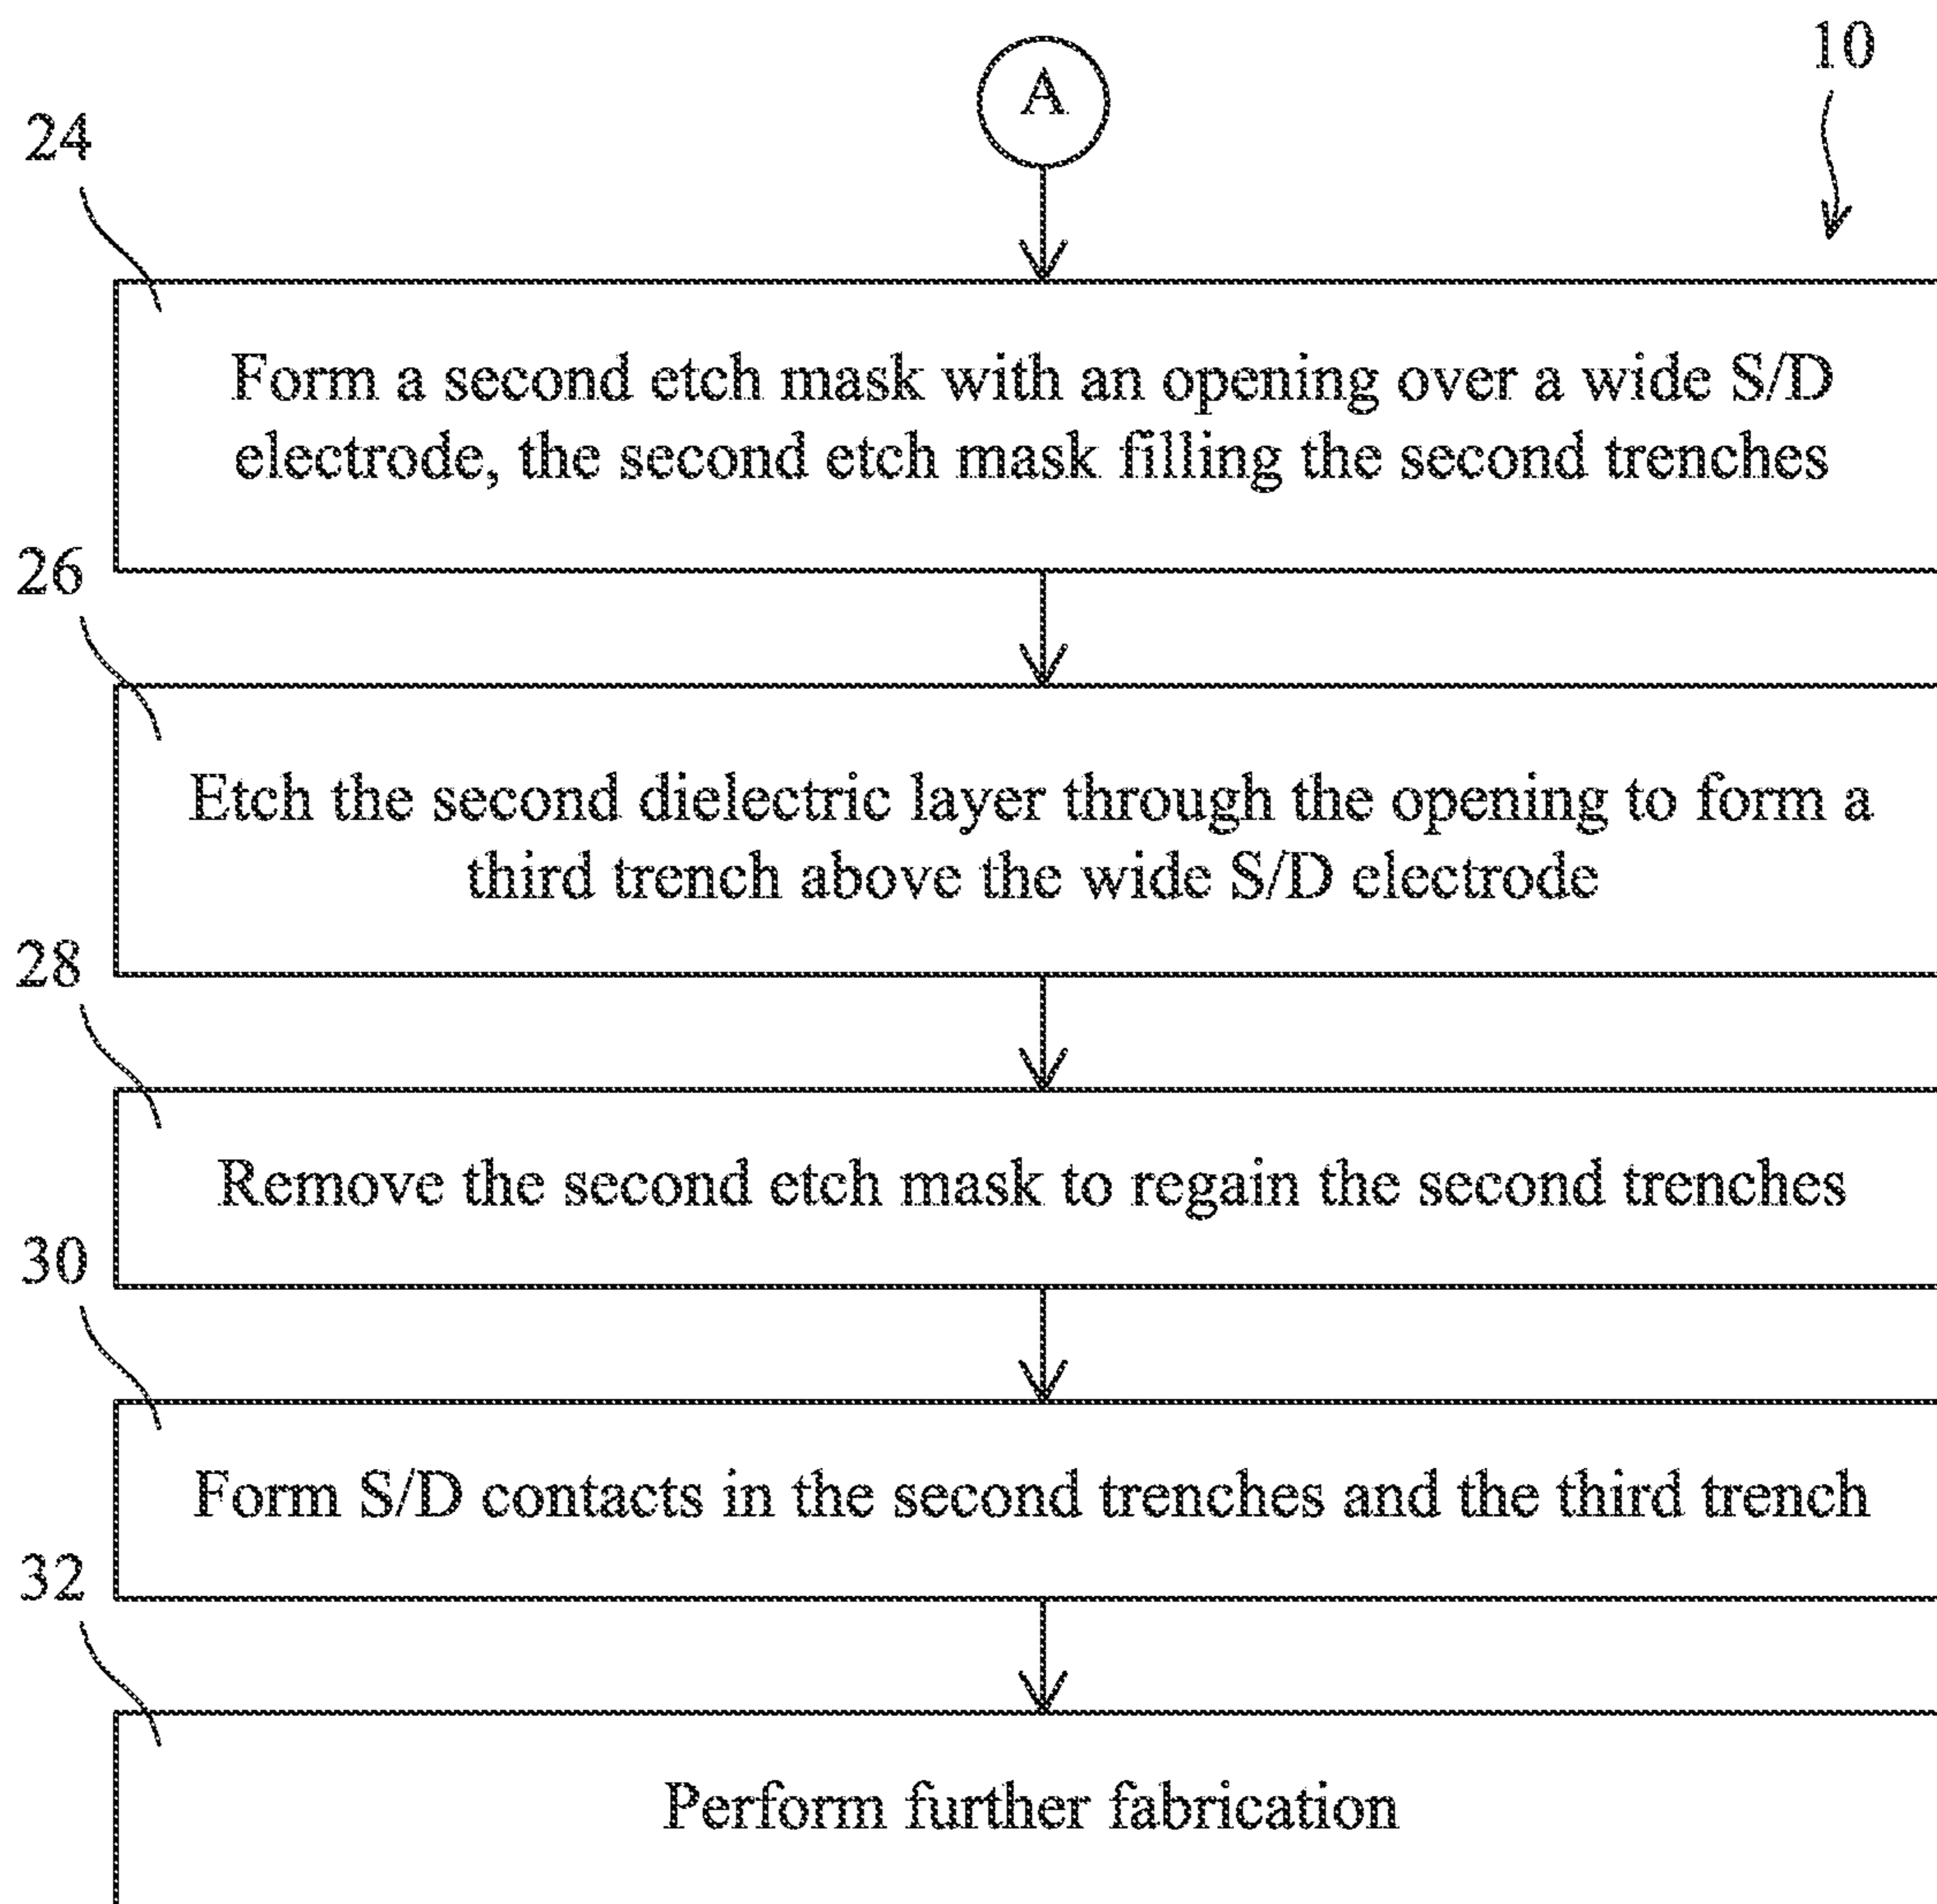 A
10
24
Form a second etch mask with an opening over a wide S/D
electrode, the second etch mask filling the second trenches
26
Etch the second dielectric layer through the opening to form a
third trench above the wide S/D electrode
28
Remove the second etch mask to regain the second trenches
30
Form S/D contacts in the second trenches and the third trench
32
Perform further fabrication